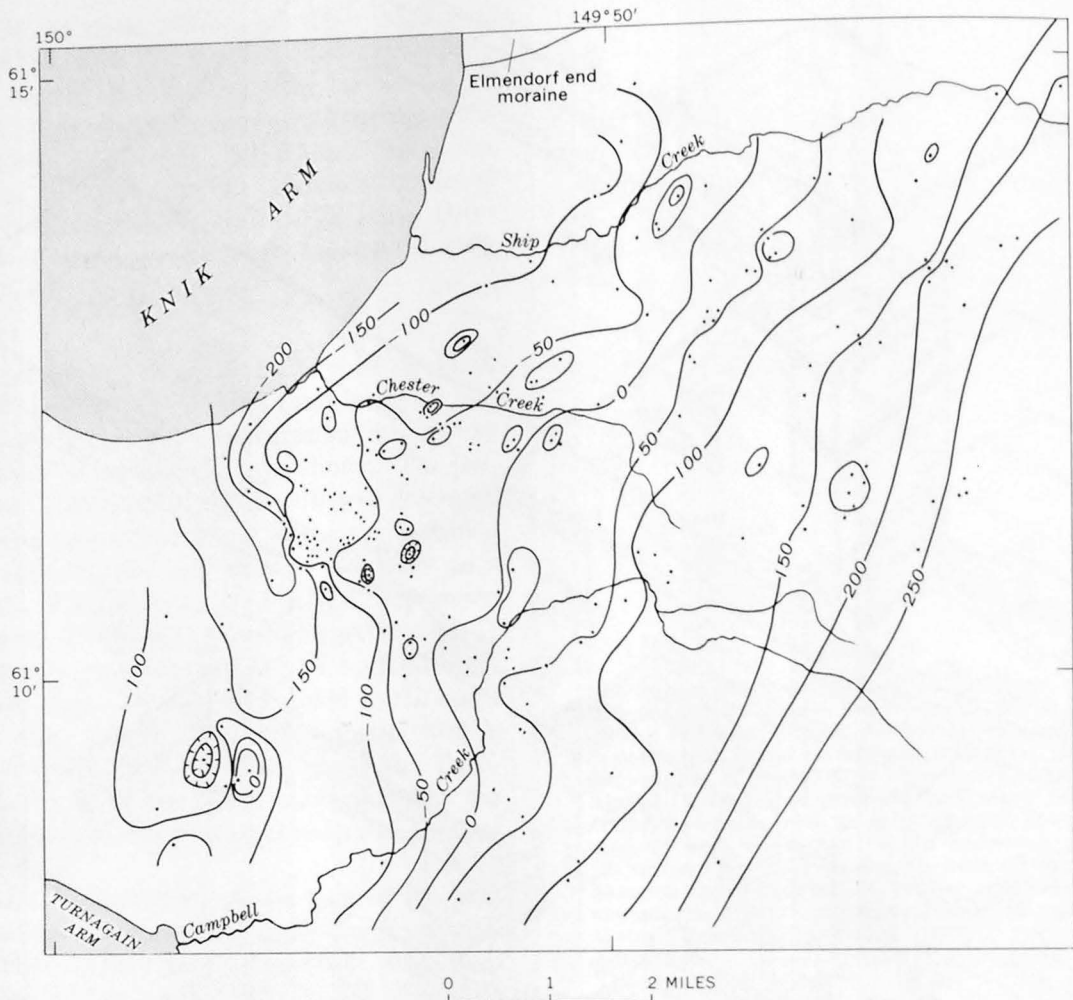 149°50'
150°
61°
15'
Elmendorf end
moraine
KNIK ARM
Creek
Ship
-150
-100
-200
-50
Chester
Creek
0
50
100
150
200
250
-100
-150
-100
61°
10'
0
-50
Creek
0
Campbell
TURNAGAIN
ARM
0 1 2 MILES